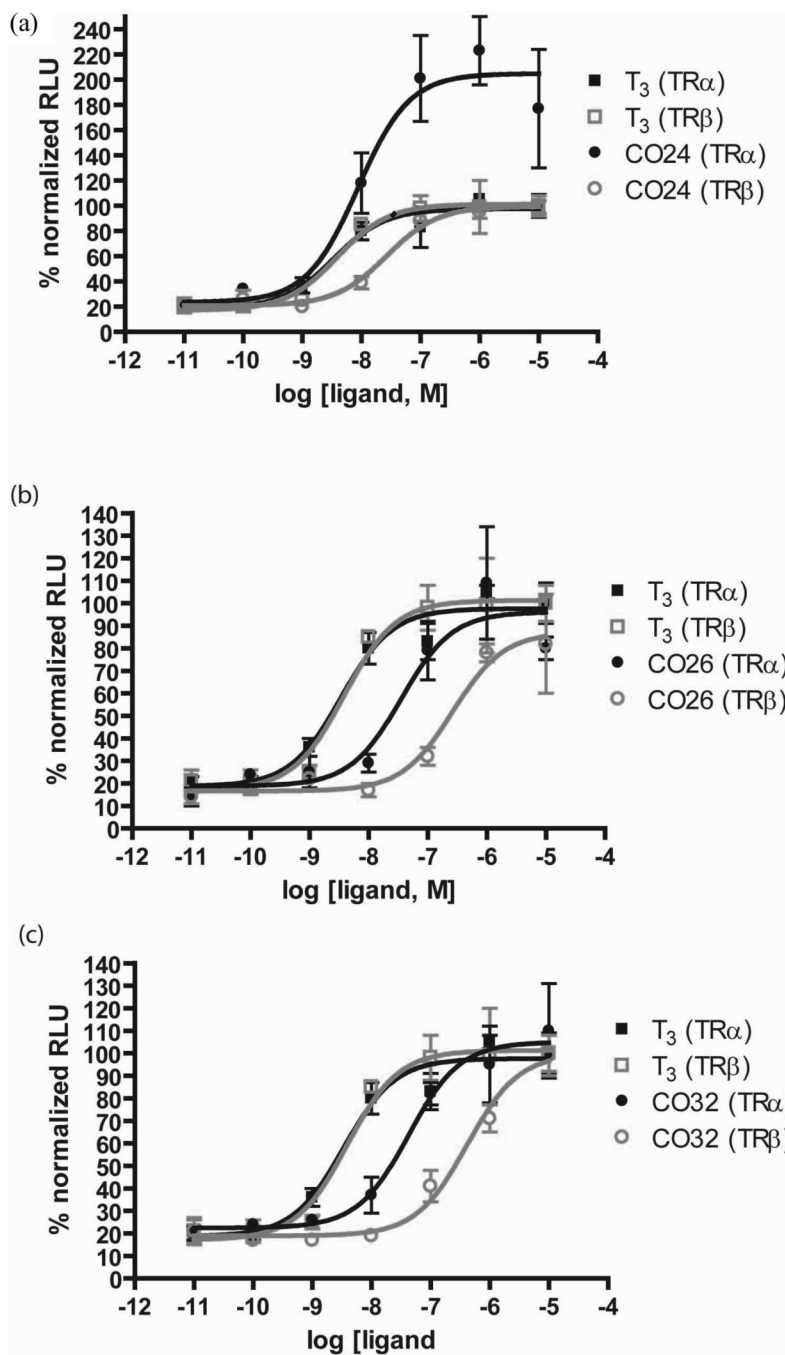 (a)
% normalized RLU
240
220
200
180
160
140
120
100
80
60
40
20
0
-12 -11 -10 -9 -8 -7 -6 -5 -4
log [ligand, M]
T3 (TRα)
T3 (TRβ)
CO24 (TRα)
CO24 (TRβ)
(b)
% normalized RLU
140
130
120
110
100
90
80
70
60
50
40
30
20
10
0
-12 -11 -10 -9 -8 -7 -6 -5 -4
log [ligand, M]
T3 (TRα)
T3 (TRβ)
CO26 (TRα)
CO26 (TRβ)
(c)
% normalized RLU
140
130
120
110
100
90
80
70
60
50
40
30
20
10
0
-12 -11 -10 -9 -8 -7 -6 -5 -4
log [ligand
T3 (TRα)
T3 (TRβ)
CO32 (TRα
CO32 (TRβ)